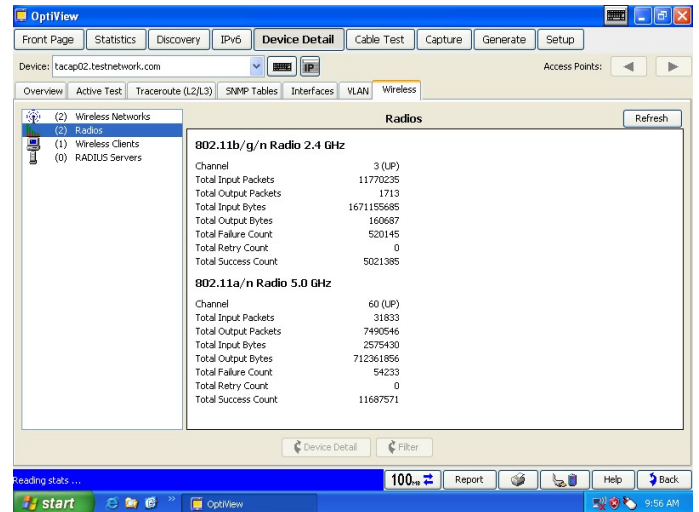 OptiView
Front Page Statistics Discovery IPv6 Device Detail Cable Test Capture Generate Setup
Device: tacap02.testnetwork.com IP Access Points:
Overview Active Test Traceroute (L2/L3) SNMP Tables Interfaces VLAN Wireless
(2) Wireless Networks
(2) Radios
(1) Wireless Clients
(0) RADIUS Servers
Radios Refresh
802.11b/g/n Radio 2.4 GHz
Channel 3 (UP)
Total Input Packets 11770235
Total Output Packets 1713
Total Input Bytes 1671155685
Total Output Bytes 160687
Total Failure Count 520145
Total Retry Count 0
Total Success Count 5021385
802.11a/n Radio 5.0 GHz
Channel 60 (UP)
Total Input Packets 31833
Total Output Packets 7490546
Total Input Bytes 2575430
Total Output Bytes 712361856
Total Failure Count 54233
Total Retry Count 0
Total Success Count 11687571
Device Detail Filter
Reading stats ... 100MB Report Help Back
start OptiView 9:56 AM